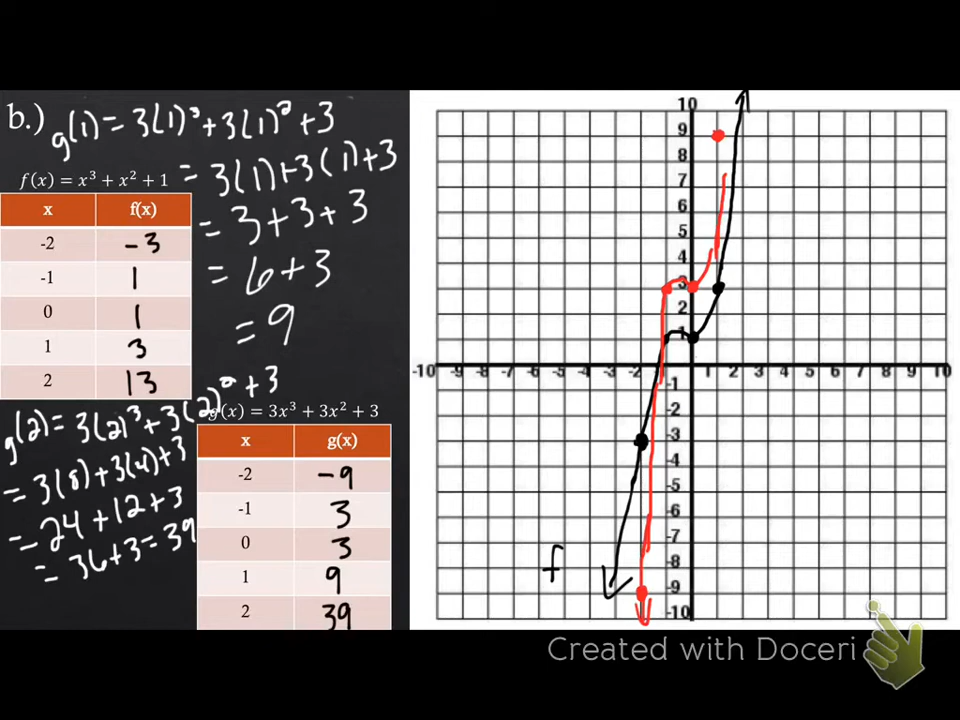 b.) g(1) = 3(1)³ + 3(1)² + 3
= 3(1) + 3(1) + 3
= 3 + 3 + 3
= 6 + 3
= 9
f(x) = x³ + x² + 1
x f(x)
-2 -3
-1 1
0 1
1 3
2 13
g(2) = 3(2)³ + 3(2)² + 3
= 3(8) + 3(4) + 3
= 24 + 12 + 3
= 36 + 3 = 39
g(x) = 3x³ + 3x² + 3
x g(x)
-2 -9
-1 3
0 3
1 9
2 39
10
9
8
7
6
5
4
3
2
1
-10 -9 -8 -7 -6 -5 -4 -3 -2 1 2 3 4 5 6 7 8 9 10
-1
-2
-3
-4
-5
-6
-7
-8
-9
-10
f
Created with Doceri